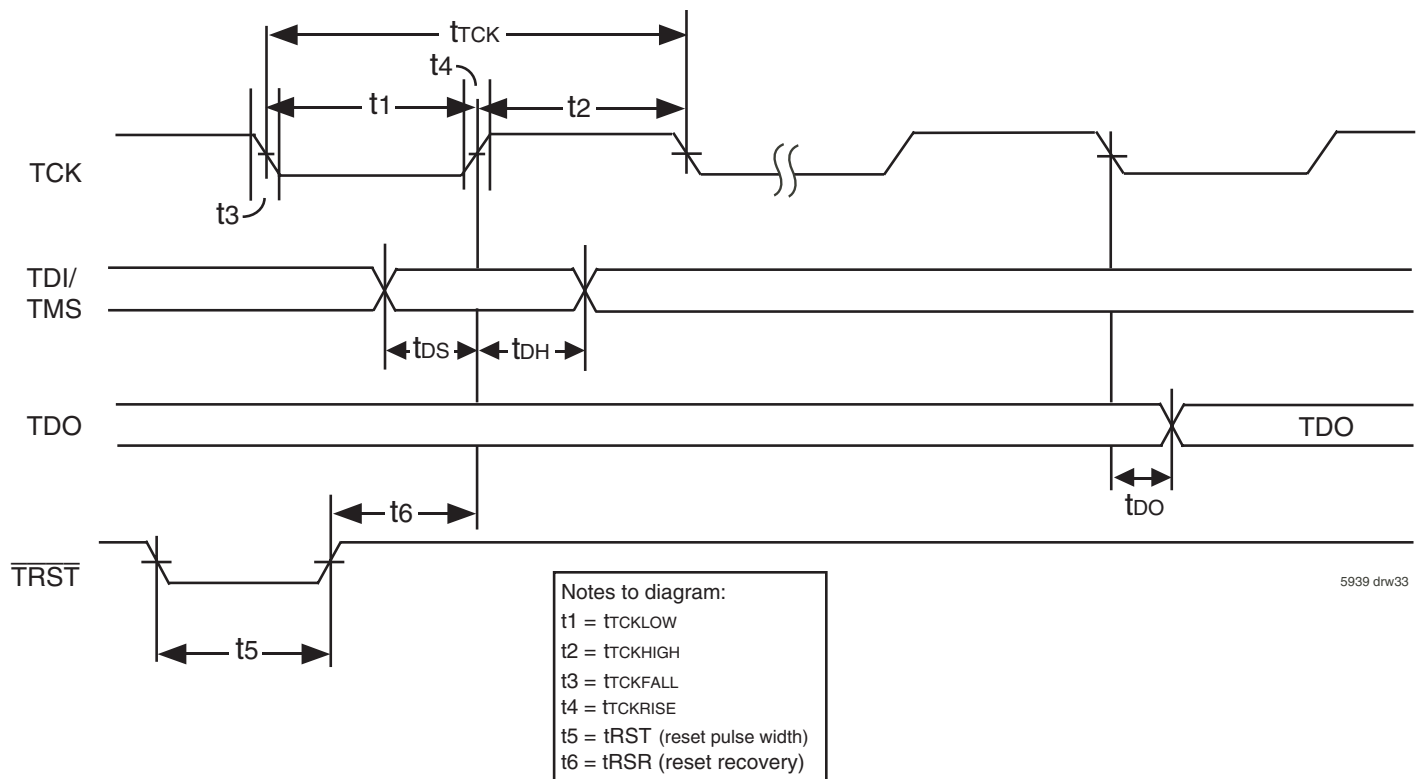 tTCK
t4
t1
t2
TCK
t3
TDI/
TMS
tDS
tDH
TDO
TDO
tDO
t6
TRST
5939 drw33
t5
Notes to diagram:
t1 = tTCKLOW
t2 = tTCKHIGH
t3 = tTCKFALL
t4 = tTCKRISE
t5 = tRST (reset pulse width)
t6 = tRSR (reset recovery)